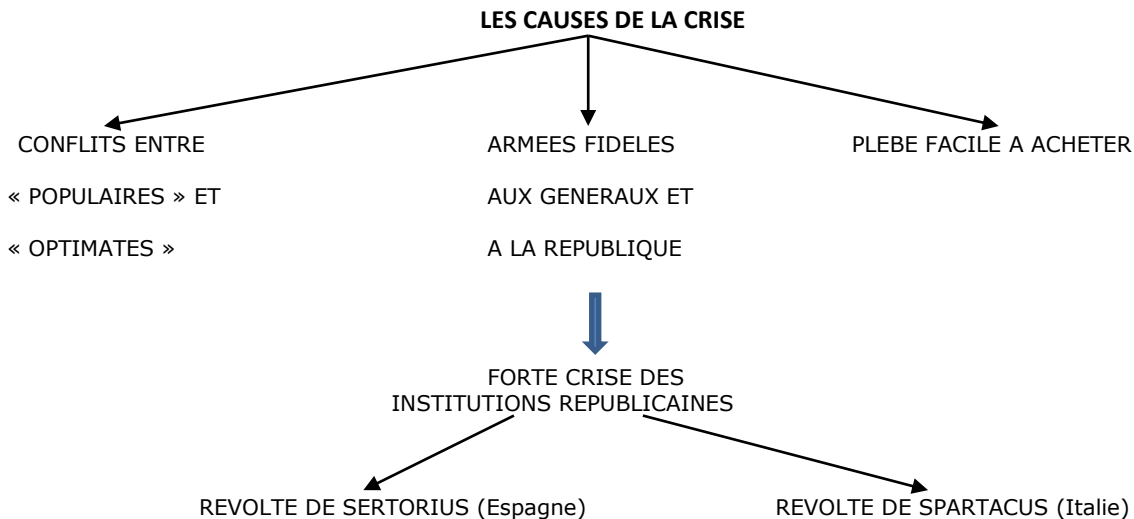 LES CAUSES DE LA CRISE
CONFLITS ENTRE
« POPULAIRES » ET
« OPTIMATES »
ARMEES FIDELES
AUX GENERAUX ET
A LA REPUBLIQUE
PLEBE FACILE A ACHETER
FORTE CRISE DES
INSTITUTIONS REPUBLICAINES
REVOLTE DE SERTORIUS (Espagne)
REVOLTE DE SPARTACUS (Italie)